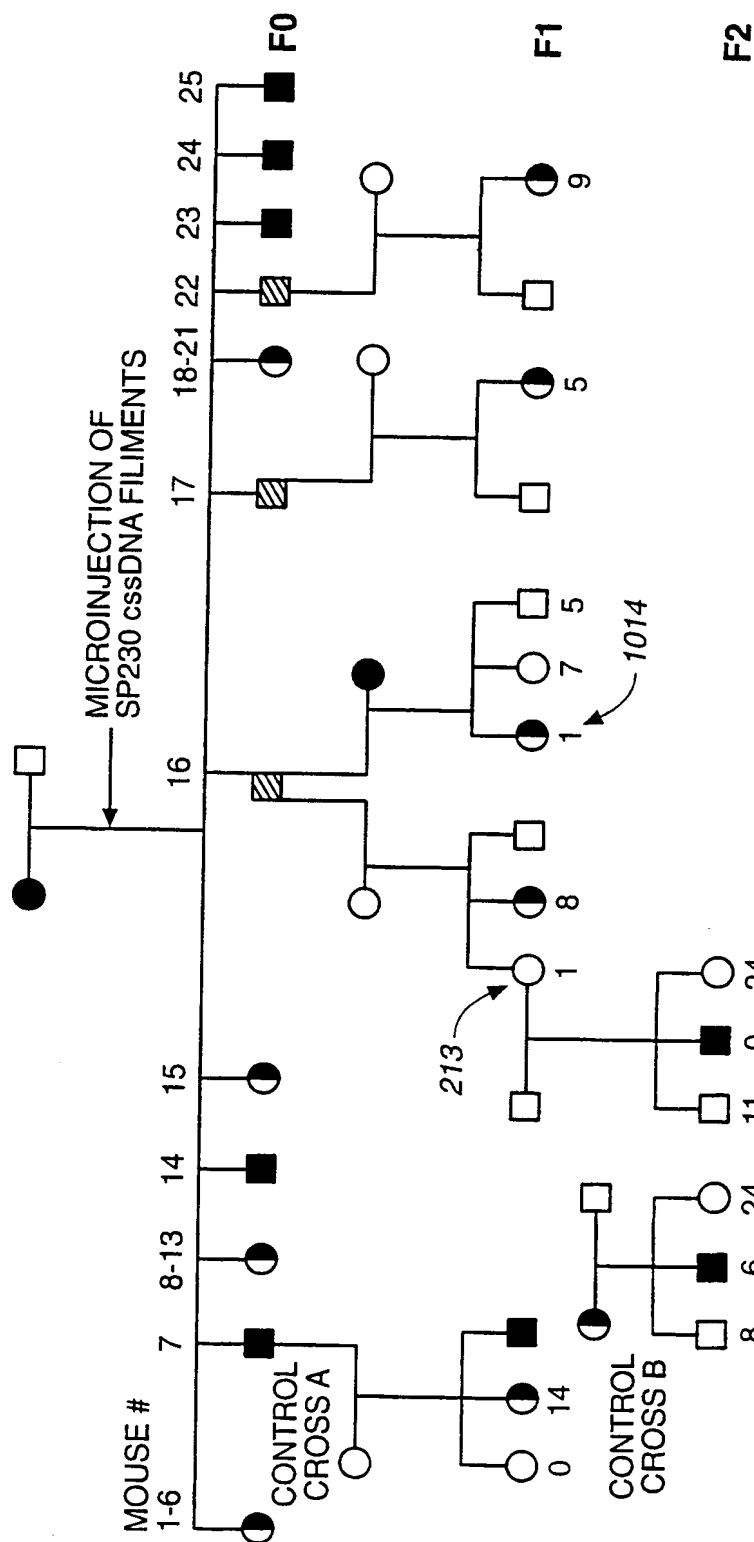 MICROINJECTION OF
SP230 cssDNA FILIMENTS
MOUSE #
1-6 7 8-13 14 15 16 17 18-21 22 23 24 25
F0
CONTROL
CROSS A
0 14
213
1 8
1 7 5
1014
5
9
F1
CONTROL
CROSS B
8 6 24
11 24
F2